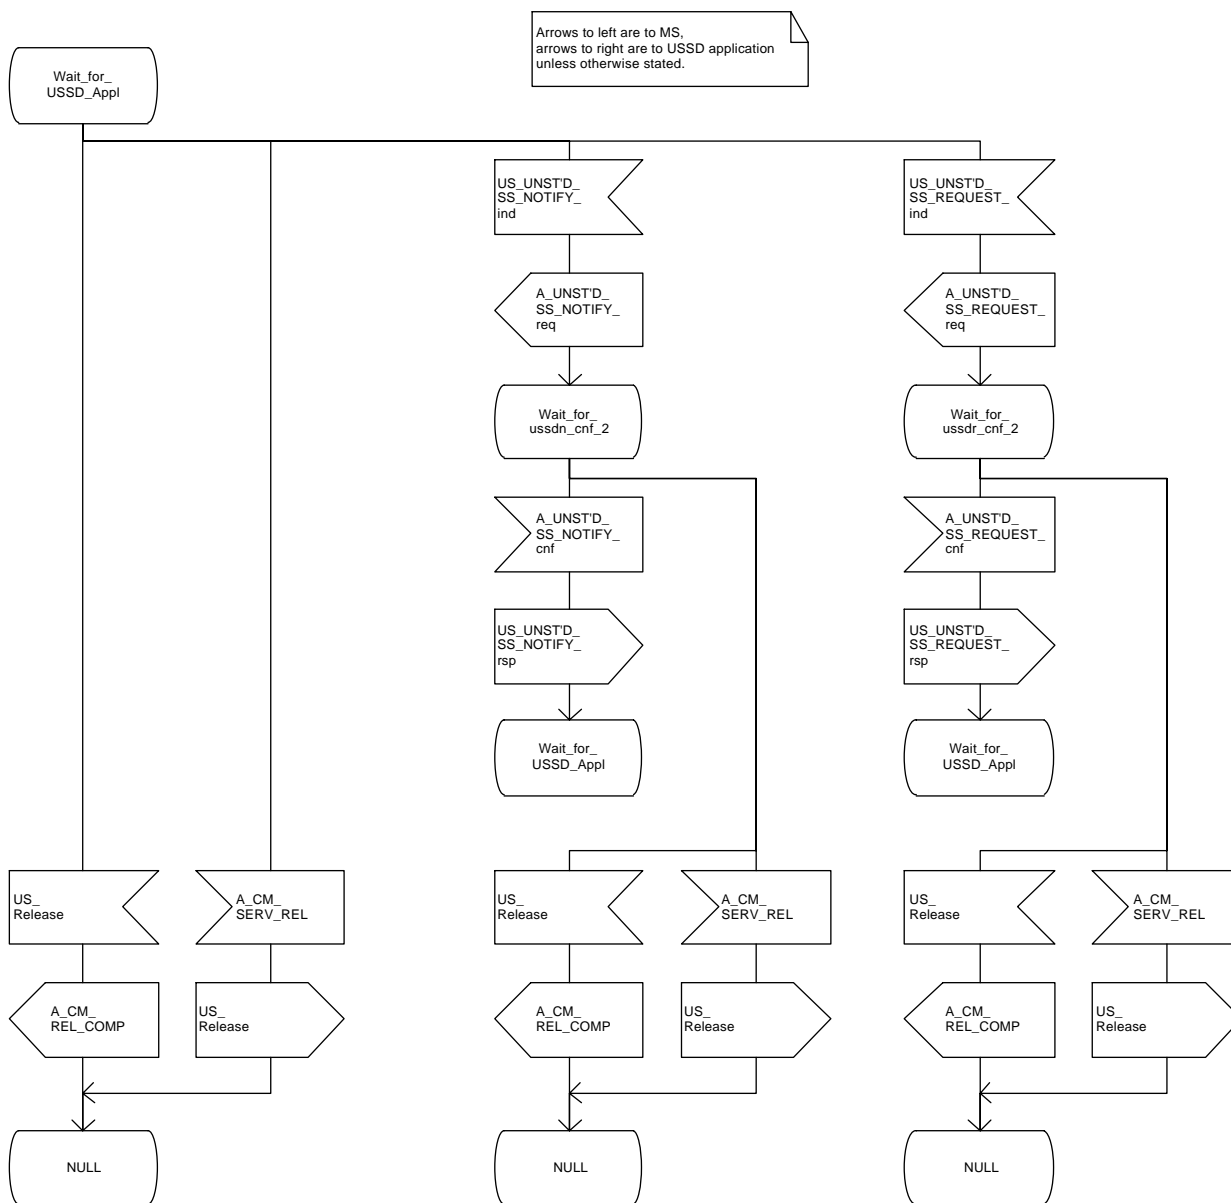 Arrows to left are to MS,
arrows to right are to USSD application
unless otherwise stated.
Wait_for_
USSD_Appl
US_UNST'D_
SS_NOTIFY_
ind
US_UNST'D_
SS_REQUEST_
ind
A_UNST'D_
SS_NOTIFY_
req
A_UNST'D_
SS_REQUEST_
req
Wait_for_
ussdn_cnf_2
Wait_for_
ussdr_cnf_2
A_UNST'D_
SS_NOTIFY_
cnf
A_UNST'D_
SS_REQUEST_
cnf
US_UNST'D_
SS_NOTIFY_
rsp
US_UNST'D_
SS_REQUEST_
rsp
Wait_for_
USSD_Appl
Wait_for_
USSD_Appl
US_
Release
A_CM_
SERV_REL
US_
Release
A_CM_
SERV_REL
US_
Release
A_CM_
SERV_REL
A_CM_
REL_COMP
US_
Release
A_CM_
REL_COMP
US_
Release
A_CM_
REL_COMP
US_
Release
NULL
NULL
NULL